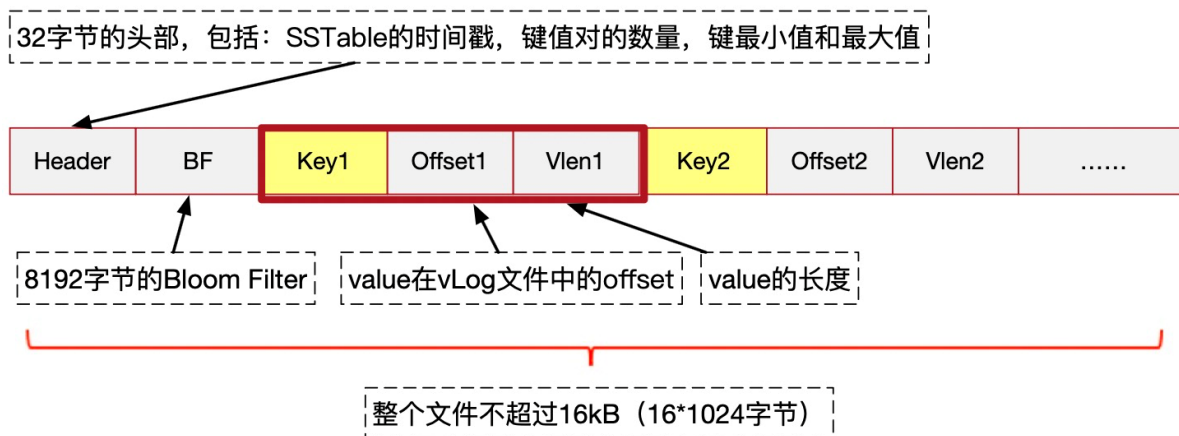 32字节的头部，包括：SSTable的时间戳，键值对的数量，键最小值和最大值
Header BF Key1 Offset1 Vlen1 Key2 Offset2 Vlen2 ……
8192字节的Bloom Filter value在vLog文件中的offset value的长度
整个文件不超过16kB（16*1024字节）